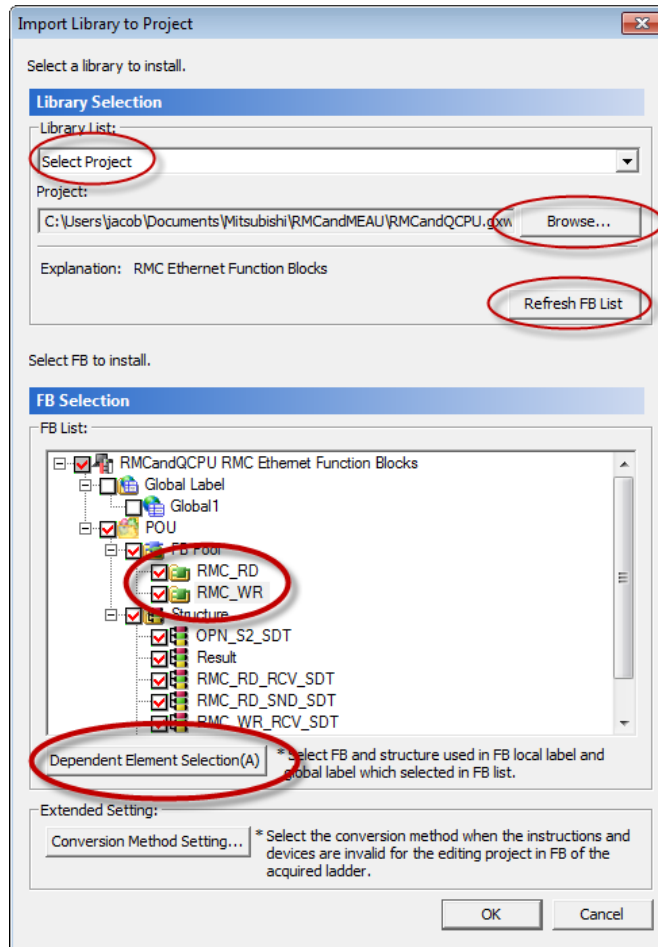 Import Library to Project
Select a library to install.
Library Selection
Library List:
Select Project
Project:
C:\Users\jacob\Documents\Mitsubishi\RMCandMEAU\RMCandQCPU.gxw
Browse...
Explanation: RMC Ethernet Function Blocks
Refresh FB List
Select FB to install.
FB Selection
FB List:
RMCandQCPU RMC Ethernet Function Blocks
Global Label
Global1
POU
FB Pool
RMC_RD
RMC_WR
Structure
OPN_S2_SDT
Result
RMC_RD_RCV_SDT
RMC_RD_SND_SDT
RMC_WR_RCV_SDT
Dependent Element Selection(A)
* Select FB and structure used in FB local label and
global label which selected in FB list.
Extended Setting:
Conversion Method Setting...
* Select the conversion method when the instructions and
devices are invalid for the editing project in FB of the
acquired ladder.
OK
Cancel